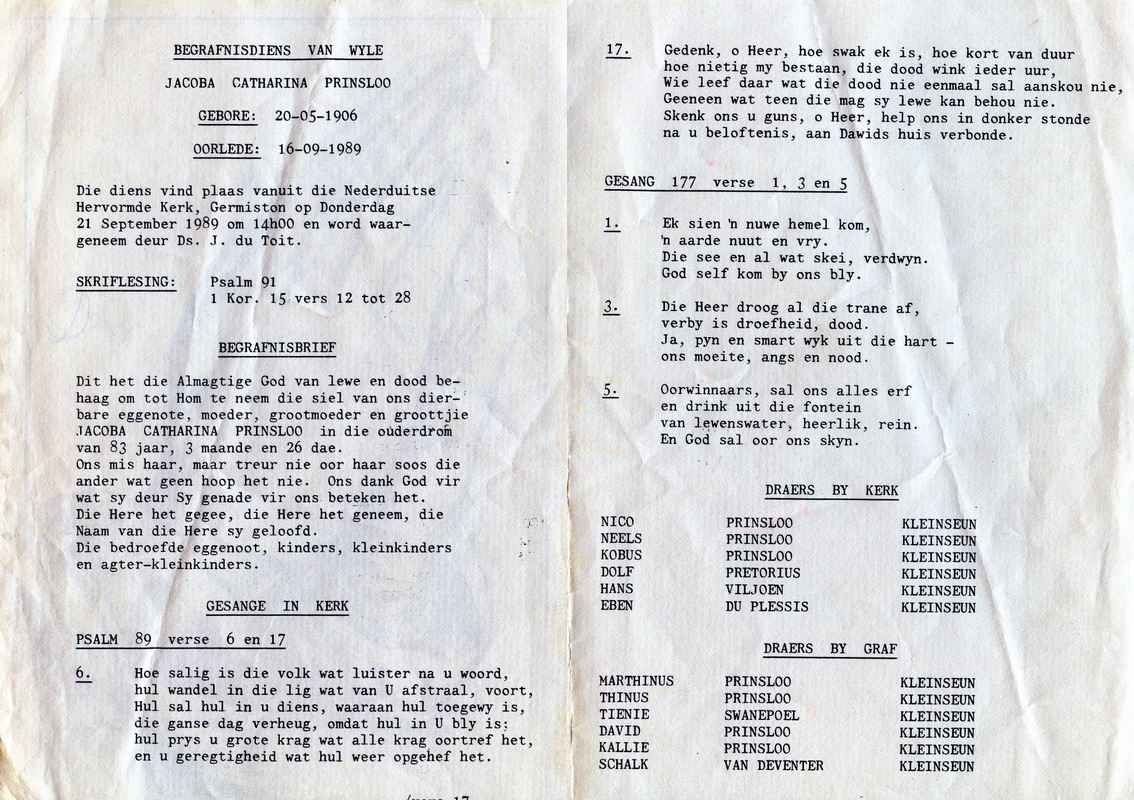 BEGRAFNISDIENS VAN WYLE
JACOBA CATHARINA PRINSLOO
GEBORE: 20-05-1906
OORLEDE: 16-09-1989
Die diens vind plaas vanuit die Nederduitse
Hervormde Kerk, Germiston op Donderdag
21 September 1989 om 14h00 en word waar-
geneem deur Ds. J. du Toit.
SKRIFLESING: Psalm 91
1 Kor. 15 vers 12 tot 28
BEGRAFNISBRIEF
Dit het die Almagtige God van lewe en dood be-
haag om tot Hom te neem die siel van ons dier-
bare eggenote, moeder, grootmoeder en groottjie
JACOBA CATHARINA PRINSLOO in die ouderdrom
van 83 jaar, 3 maande en 26 dae.
Ons mis haar, maar treur nie oor haar soos die
ander wat geen hoop het nie. Ons dank God vir
wat sy deur Sy genade vir ons beteken het.
Die Here het gegee, die Here het geneem, die
Naam van die Here sy geloofd.
Die bedroefde eggenoot, kinders, kleinkinders
en agter-kleinkinders.
GESANGE IN KERK
PSALM 89 verse 6 en 17
6. Hoe salig is die volk wat luister na u woord,
hul wandel in die lig wat van U afstraal, voort,
Hul sal hul in u diens, waaraan hul toegewy is,
die ganse dag verheug, omdat hul in U bly is;
hul prys u grote krag wat alle krag oortref het,
en u geregtigheid wat hul weer opgehef het.
17. Gedenk, o Heer, hoe swak ek is, hoe kort van duur
hoe nietig my bestaan, die dood wink ieder uur,
Wie leef daar wat die dood nie eenmaal sal aanskou nie,
Geeneen wat teen die mag sy lewe kan behou nie.
Skenk ons u guns, o Heer, help ons in donker stonde
na u beloftenis, aan Dawids huis verbonde.
GESANG 177 verse 1, 3 en 5
1. Ek sien 'n nuwe hemel kom,
'n aarde nuut en vry.
Die see en al wat skei, verdwyn.
God self kom by ons bly.
3. Die Heer droog al die trane af,
verby is droefheid, dood.
Ja, pyn en smart wyk uit die hart -
ons moeite, angs en nood.
5. Oorwinnaars, sal ons alles erf
en drink uit die fontein
van lewenswater, heerlik, rein.
En God sal oor ons skyn.
DRAERS BY KERK
NICO PRINSLOO KLEINSEUN
NEELS PRINSLOO KLEINSEUN
KOBUS PRINSLOO KLEINSEUN
DOLF PRETORIUS KLEINSEUN
HANS VILJOEN KLEINSEUN
EBEN DU PLESSIS KLEINSEUN
DRAERS BY GRAF
MARTHINUS PRINSLOO KLEINSEUN
THINUS PRINSLOO KLEINSEUN
TIENIE SWANEPOEL KLEINSEUN
DAVID PRINSLOO KLEINSEUN
KALLIE PRINSLOO KLEINSEUN
SCHALK VAN DEVENTER KLEINSEUN